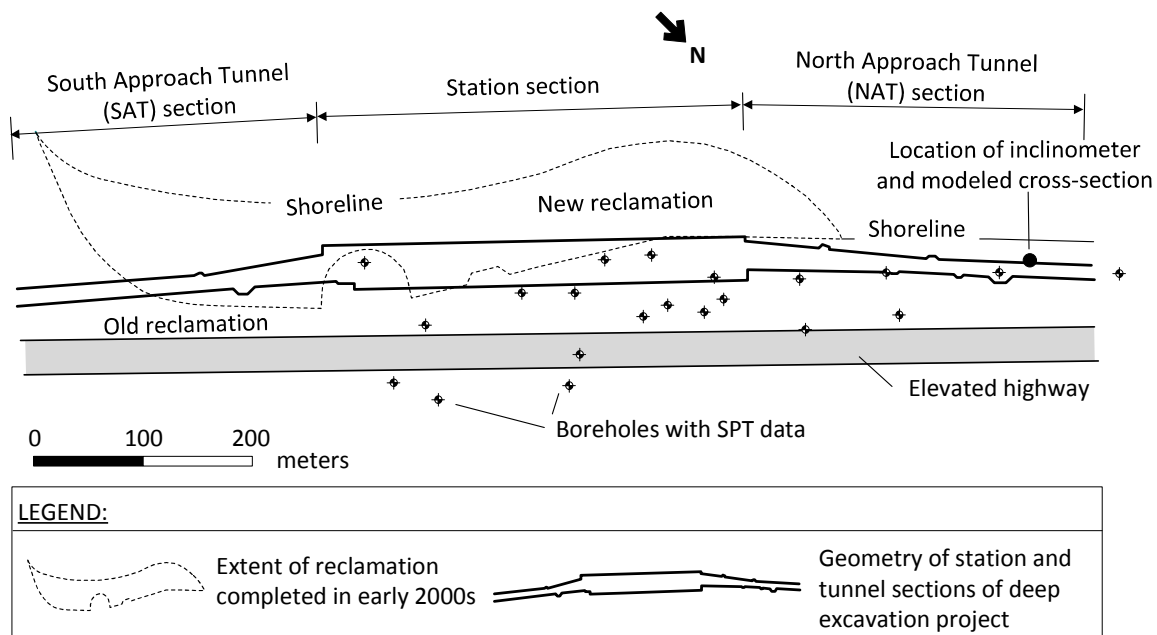 N
South Approach Tunnel
(SAT) section
Station section
North Approach Tunnel
(NAT) section
Location of inclinometer
and modeled cross-section
Shoreline
New reclamation
Shoreline
Old reclamation
Elevated highway
Boreholes with SPT data
0 100 200
meters
LEGEND:
Extent of reclamation
completed in early 2000s
Geometry of station and
tunnel sections of deep
excavation project